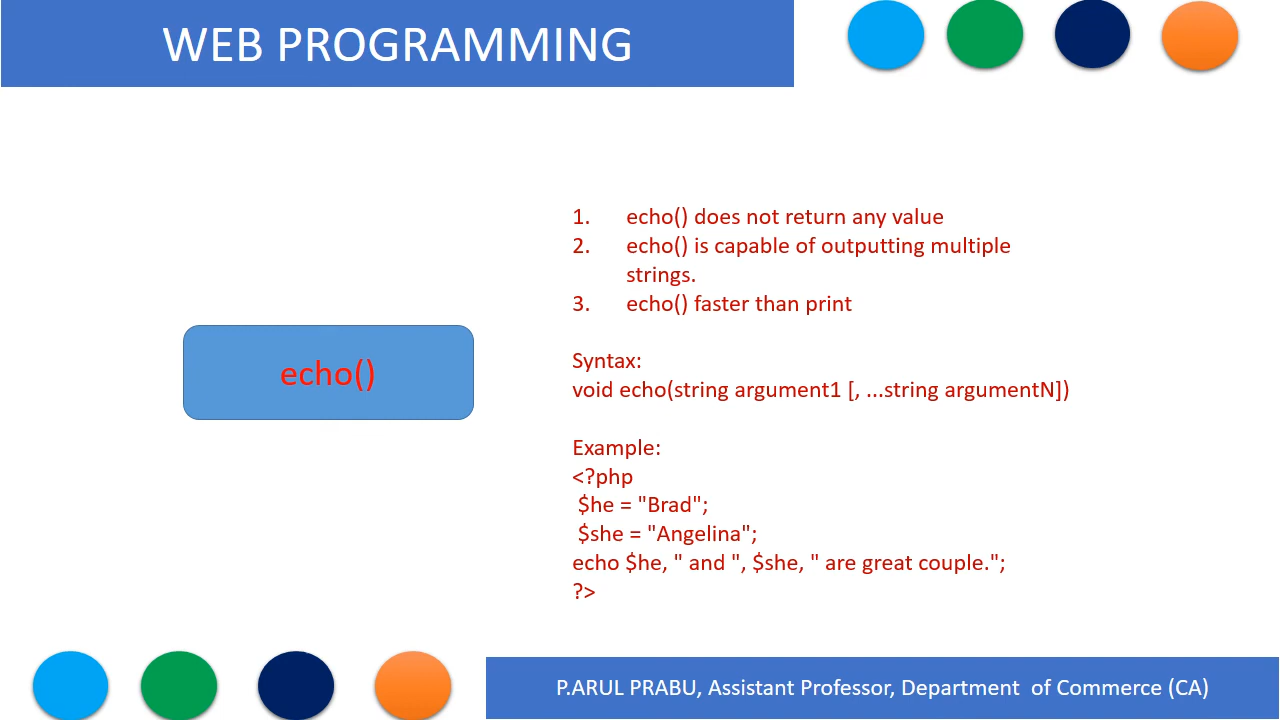 WEB PROGRAMMING
echo()
1. echo() does not return any value
2. echo() is capable of outputting multiple
strings.
3. echo() faster than print
Syntax:
void echo(string argument1 [, ...string argumentN])
Example:
<?php
$he = "Brad";
$she = "Angelina";
echo $he, " and ", $she, " are great couple.";
?>
P.ARUL PRABU, Assistant Professor, Department  of Commerce (CA)